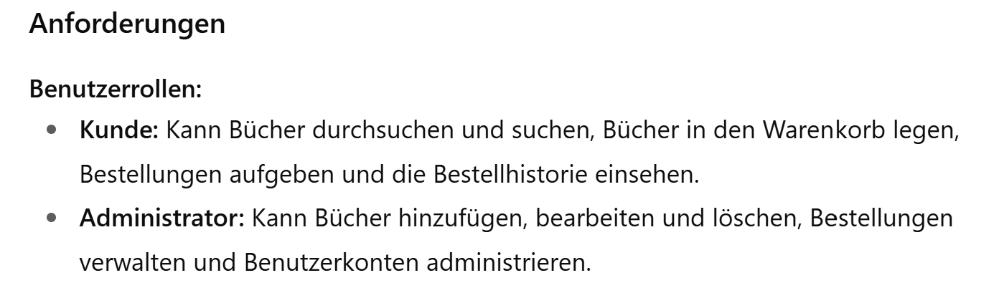 Anforderungen
Benutzerrollen:
• Kunde: Kann Bücher durchsuchen und suchen, Bücher in den Warenkorb legen,
Bestellungen aufgeben und die Bestellhistorie einsehen.
• Administrator: Kann Bücher hinzufügen, bearbeiten und löschen, Bestellungen
verwalten und Benutzerkonten administrieren.